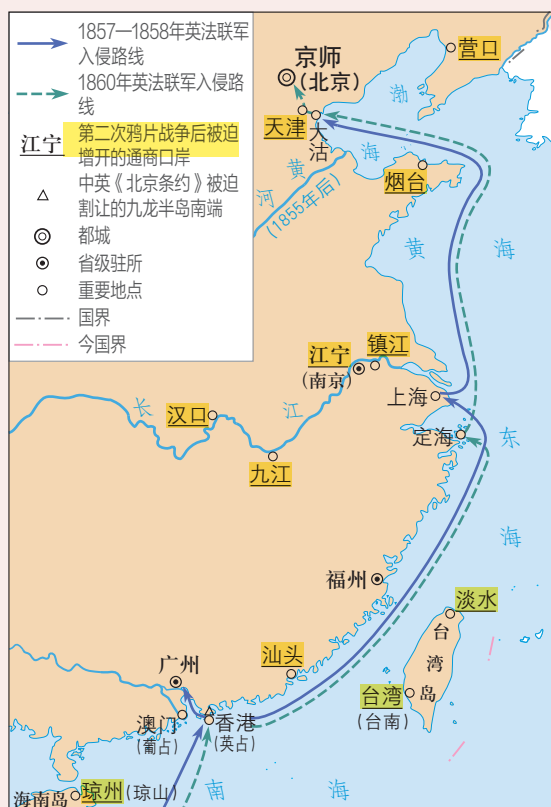 1857—1858年英法联军
入侵路线
1860年英法联军入侵路
线
江宁
第二次鸦片战争后被迫
增开的通商口岸
中英《北京条约》被迫
割让的九龙半岛南端
都城
省级驻所
重要地点
国界
今国界
营口
京师
(北京)
渤
天津
大沽
海
黄
河
(1855年后)
烟台
黄
海
江宁
(南京)
镇江
上海
长
江
汉口
定海
东
九江
海
福州
淡水
台
湾
岛
汕头
广州
台湾
(台南)
澳门
(葡占)
香港
(英占)
海南岛
琼州(琼山)
南
海